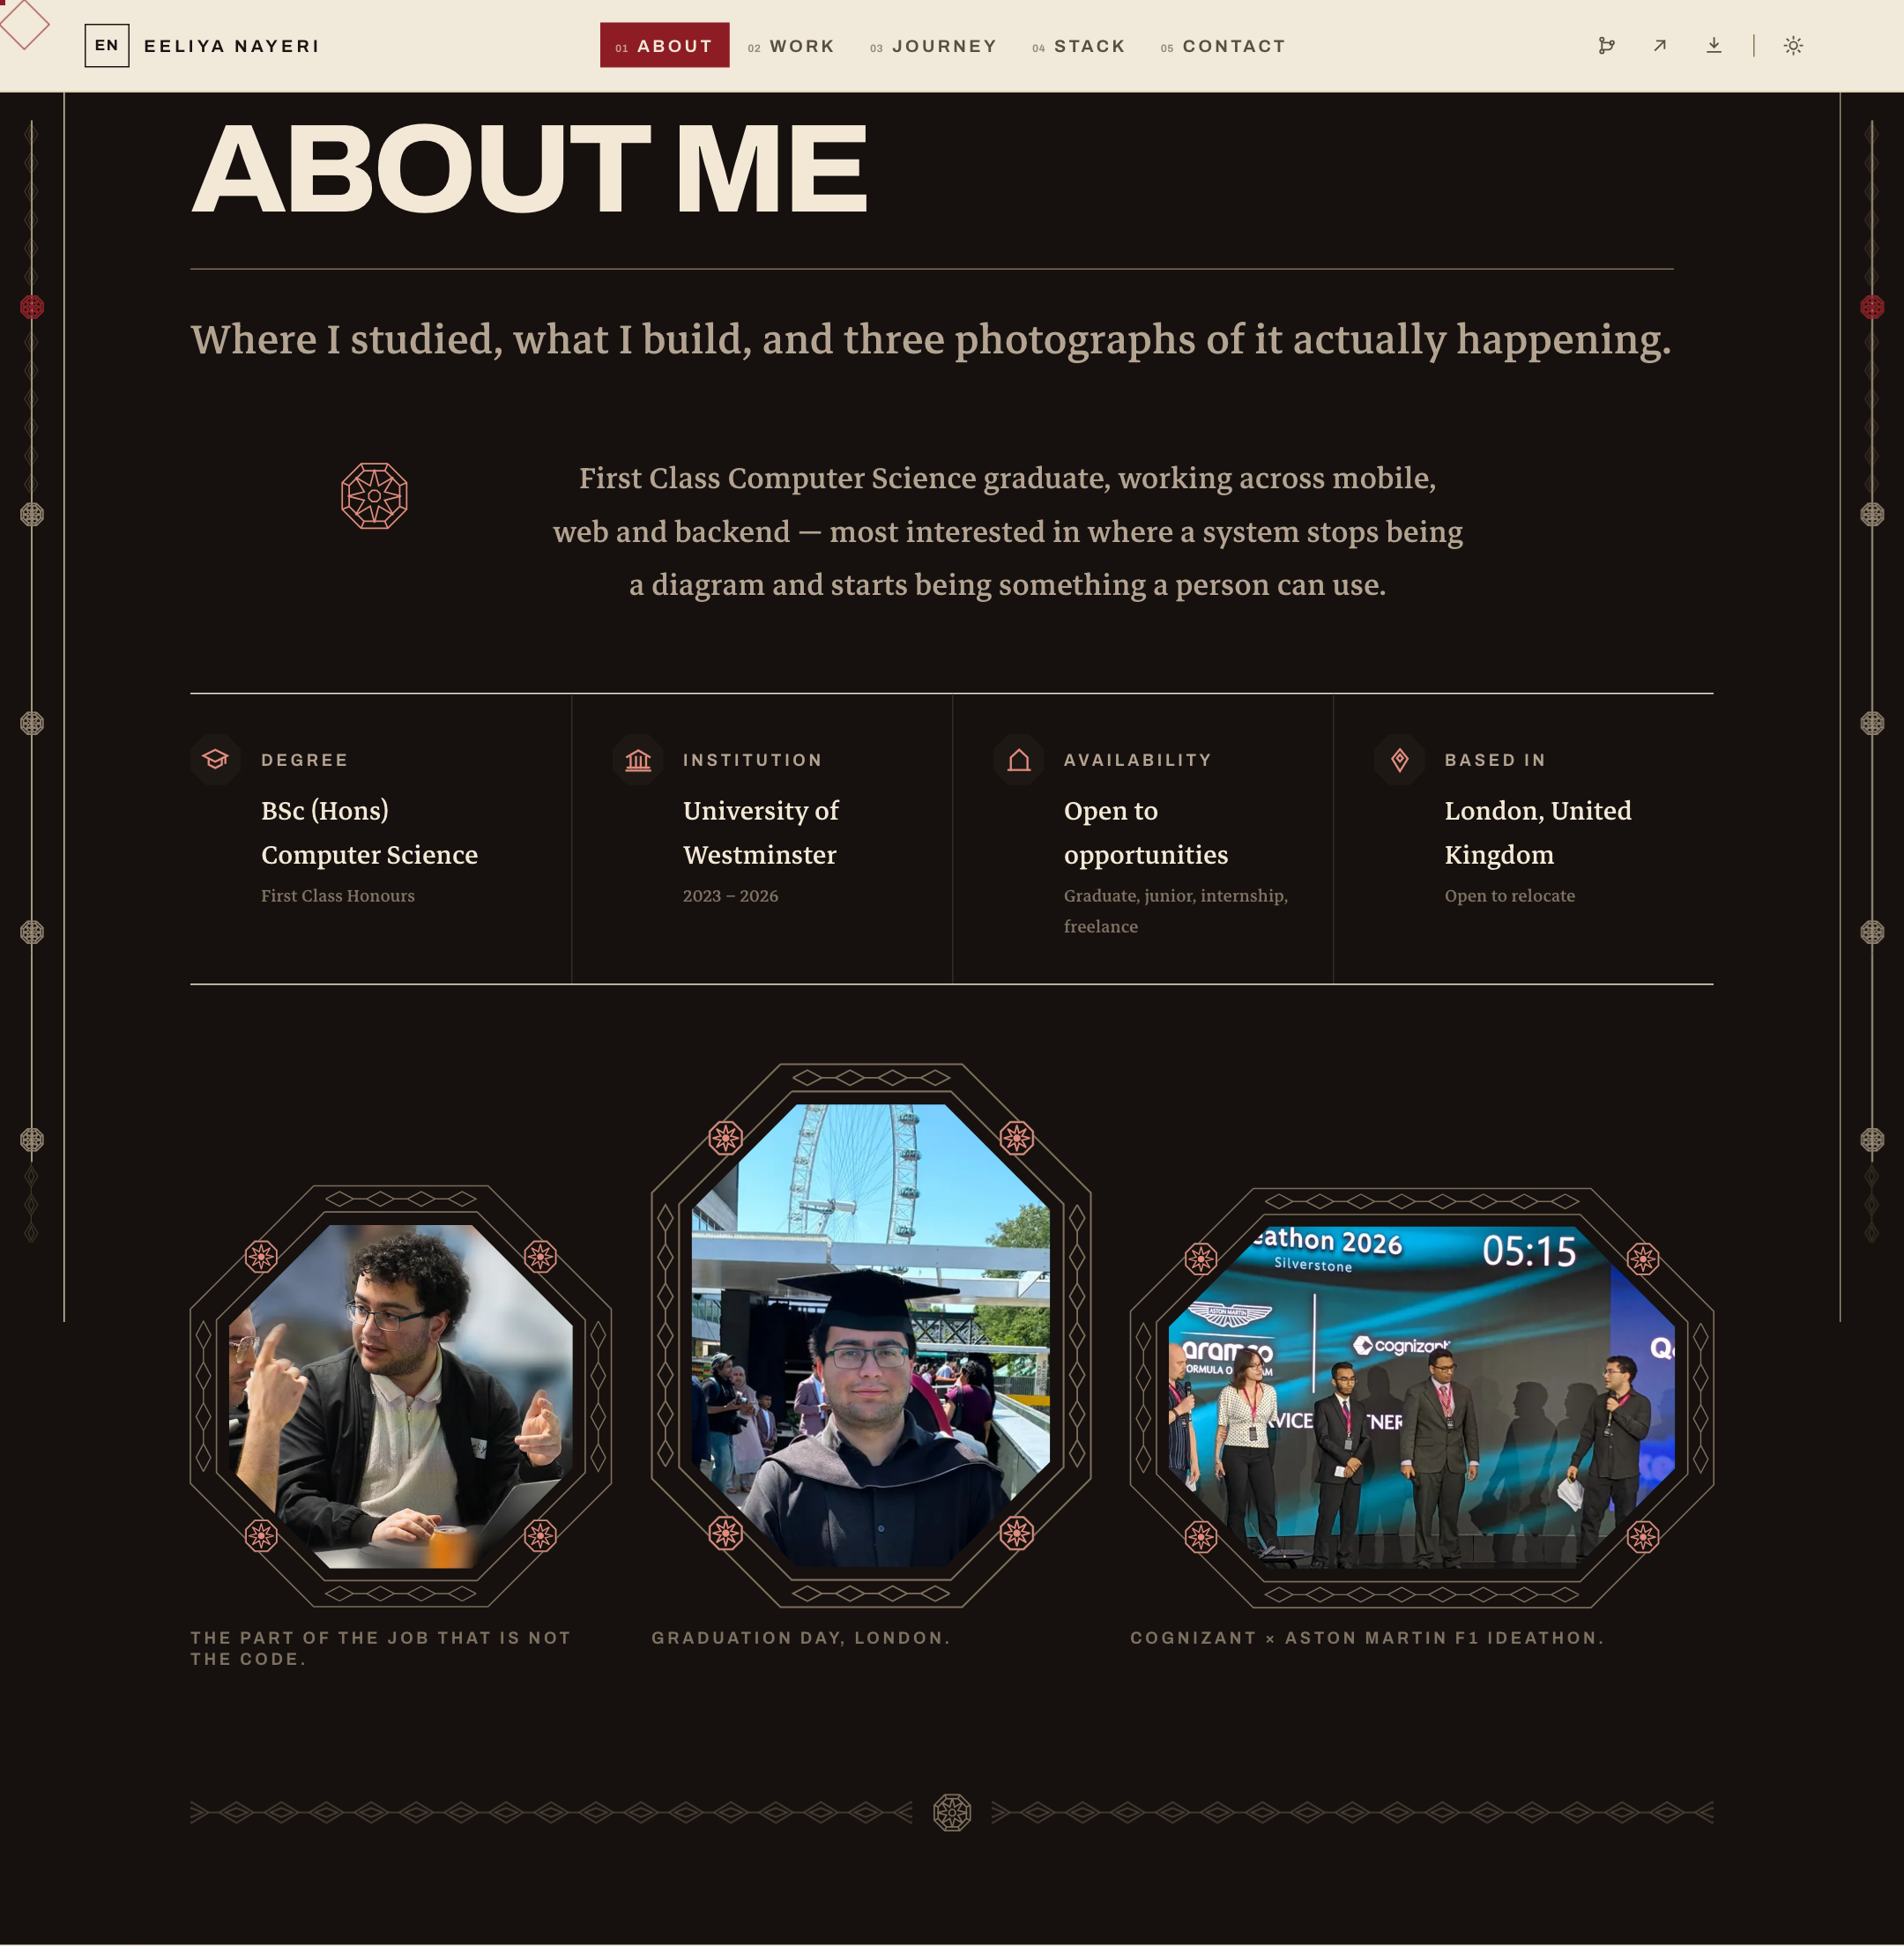 EN EELIYA NAYERI
01 ABOUT 02 WORK 03 JOURNEY 04 STACK 05 CONTACT
ABOUT ME
Where I studied, what I build, and three photographs of it actually happening.
First Class Computer Science graduate, working across mobile,
web and backend — most interested in where a system stops being
a diagram and starts being something a person can use.
DEGREE
BSc (Hons)
Computer Science
First Class Honours
INSTITUTION
University of
Westminster
2023 – 2026
AVAILABILITY
Open to
opportunities
Graduate, junior, internship,
freelance
BASED IN
London, United
Kingdom
Open to relocate
eathon 2026
Silverstone
05:15
ASTON MARTIN
aramco
cognizant
THE PART OF THE JOB THAT IS NOT
THE CODE.
GRADUATION DAY, LONDON.
COGNIZANT × ASTON MARTIN F1 IDEATHON.